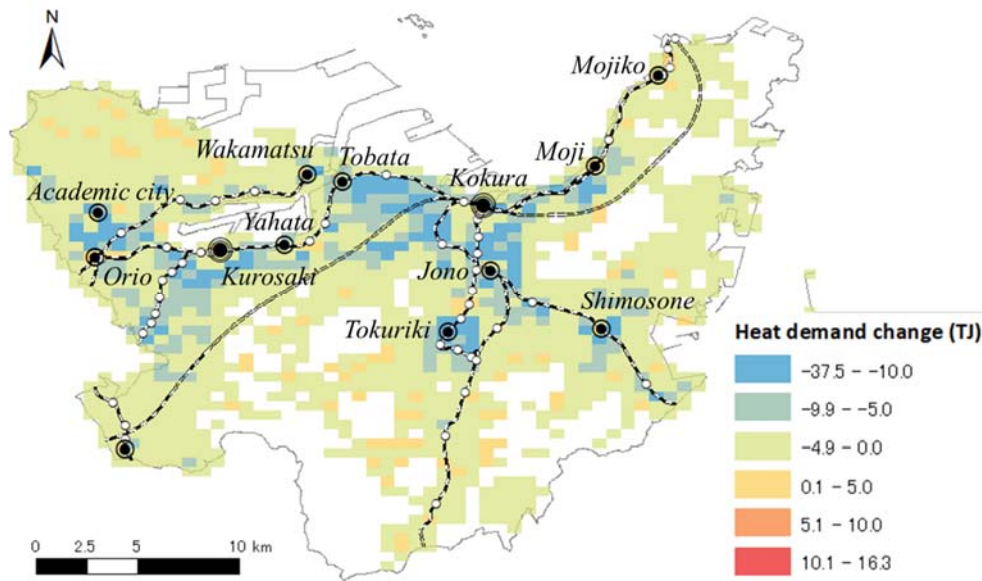 N
Mojiko
Wakamatsu
Tobata
Moji
Kokura
Academic city
Yahata
Orio
Kurosaki
Jono
Shimosone
Tokuriki
Heat demand change (TJ)
-37.5 - -10.0
-9.9 - -5.0
-4.9 - 0.0
0.1 - 5.0
5.1 - 10.0
10.1 - 16.3
0 2.5 5 10 km